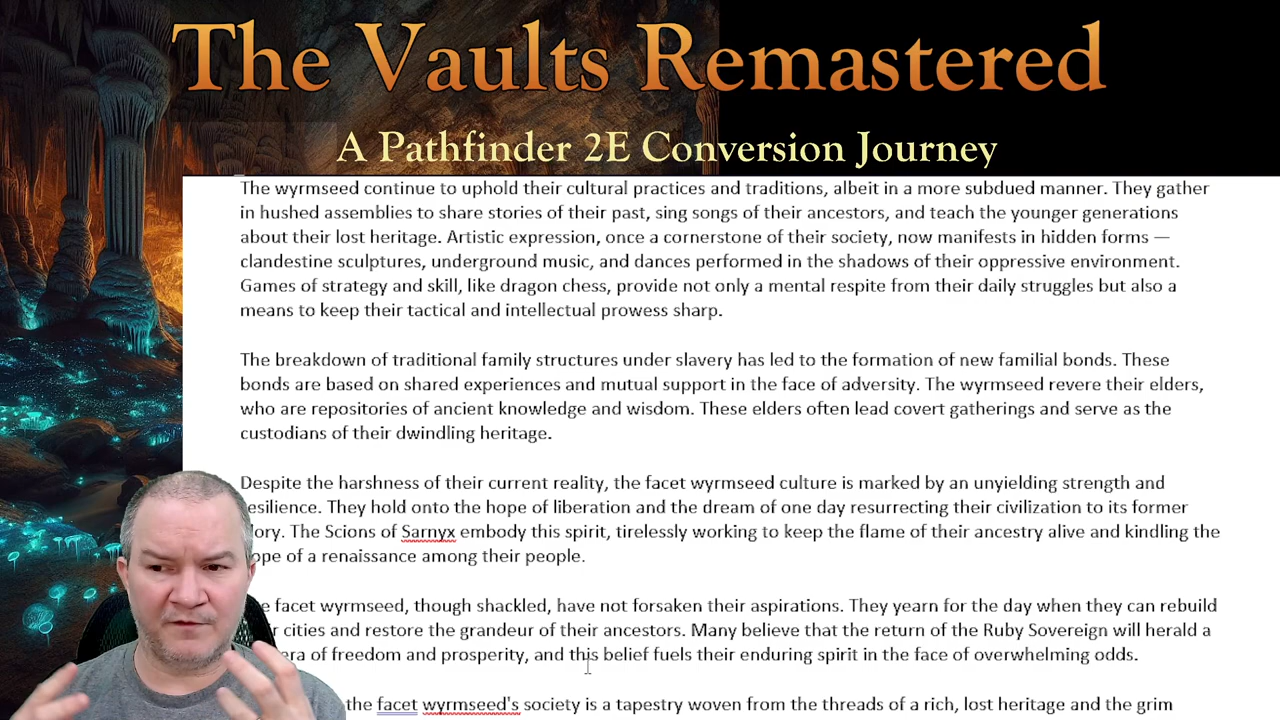 The Vaults Remastered
A Pathfinder 2E Conversion Journey
The wyrmseed continue to uphold their cultural practices and traditions, albeit in a more subdued manner. They gather
in hushed assemblies to share stories of their past, sing songs of their ancestors, and teach the younger generations
about their lost heritage. Artistic expression, once a cornerstone of their society, now manifests in hidden forms —
clandestine sculptures, underground music, and dances performed in the shadows of their oppressive environment.
Games of strategy and skill, like dragon chess, provide not only a mental respite from their daily struggles but also a
means to keep their tactical and intellectual prowess sharp.
The breakdown of traditional family structures under slavery has led to the formation of new familial bonds. These
bonds are based on shared experiences and mutual support in the face of adversity. The wyrmseed revere their elders,
who are repositories of ancient knowledge and wisdom. These elders often lead covert gatherings and serve as the
custodians of their dwindling heritage.
Despite the harshness of their current reality, the facet wyrmseed culture is marked by an unyielding strength and
esilience. They hold onto the hope of liberation and the dream of one day resurrecting their civilization to its former
lory. The Scions of Sarnyx embody this spirit, tirelessly working to keep the flame of their ancestry alive and kindling the
ope of a renaissance among their people.
e facet wyrmseed, though shackled, have not forsaken their aspirations. They yearn for the day when they can rebuild
r cities and restore the grandeur of their ancestors. Many believe that the return of the Ruby Sovereign will herald a
era of freedom and prosperity, and this belief fuels their enduring spirit in the face of overwhelming odds.
the facet wyrmseed's society is a tapestry woven from the threads of a rich, lost heritage and the grim